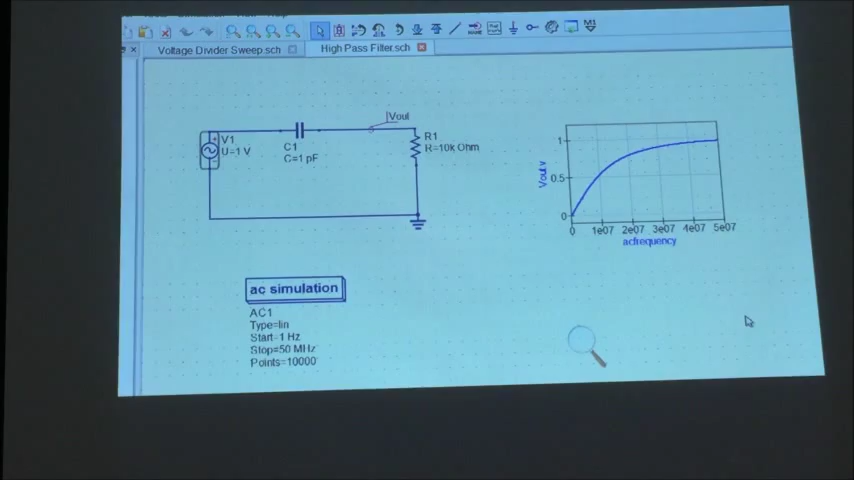 Voltage Divider Sweep.sch
High Pass Filter.sch
V1
U=1 V
C1
C=1 pF
Vout
R1
R=10k Ohm
Vout.v
1
0.5
0
0
1e07
2e07
3e07
4e07
5e07
acfrequency
ac simulation
AC1
Type=lin
Start=1 Hz
Stop=50 MHz
Points=10000